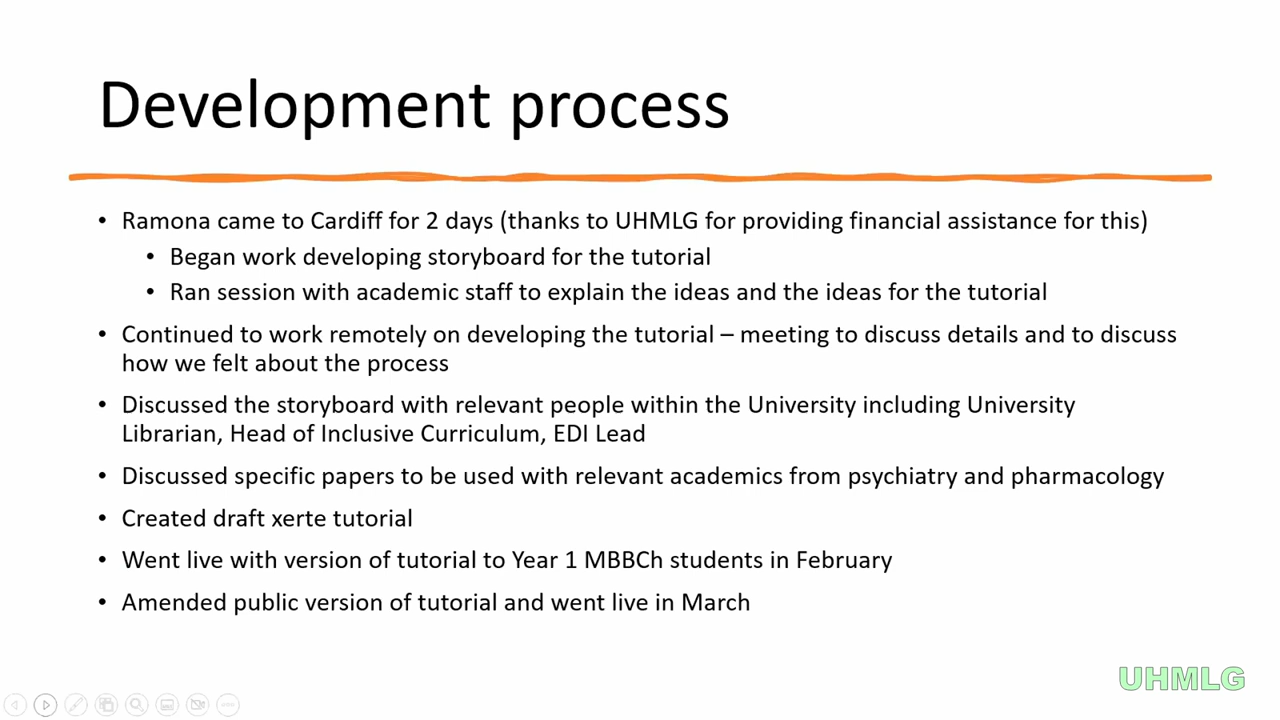 Development process
• Ramona came to Cardiff for 2 days (thanks to UHMLG for providing financial assistance for this)
• Began work developing storyboard for the tutorial
• Ran session with academic staff to explain the ideas and the ideas for the tutorial
• Continued to work remotely on developing the tutorial – meeting to discuss details and to discuss
how we felt about the process
• Discussed the storyboard with relevant people within the University including University
Librarian, Head of Inclusive Curriculum, EDI Lead
• Discussed specific papers to be used with relevant academics from psychiatry and pharmacology
• Created draft xerte tutorial
• Went live with version of tutorial to Year 1 MBBCh students in February
• Amended public version of tutorial and went live in March
UHMLG